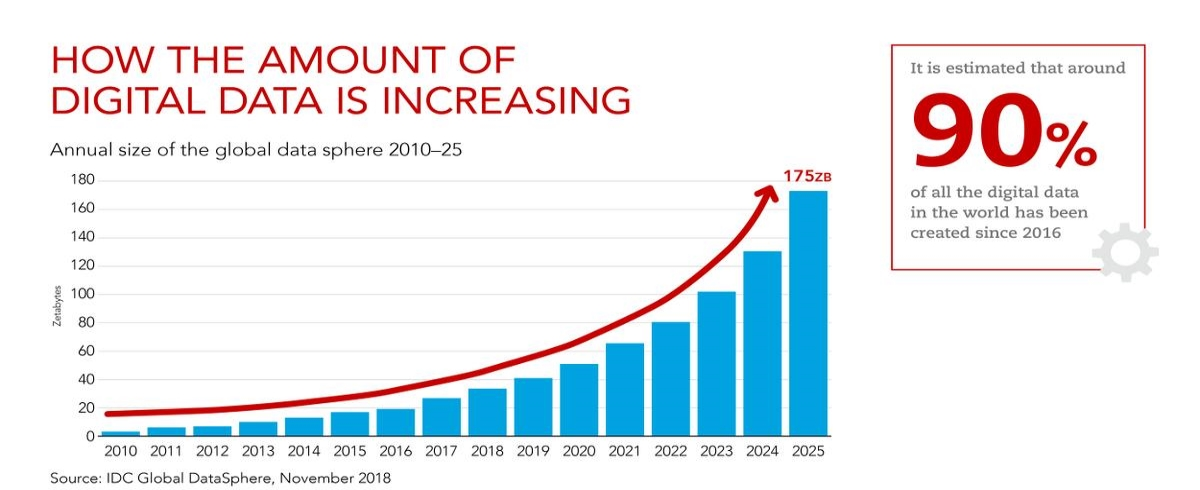 HOW THE AMOUNT OF
DIGITAL DATA IS INCREASING
Annual size of the global data sphere 2010–25
Zetabytes
180
160
140
120
100
80
60
40
20
0
175ZB
2010 2011 2012 2013 2014 2015 2016 2017 2018 2019 2020 2021 2022 2023 2024 2025
Source: IDC Global DataSphere, November 2018
It is estimated that around
90%
of all the digital data
in the world has been
created since 2016